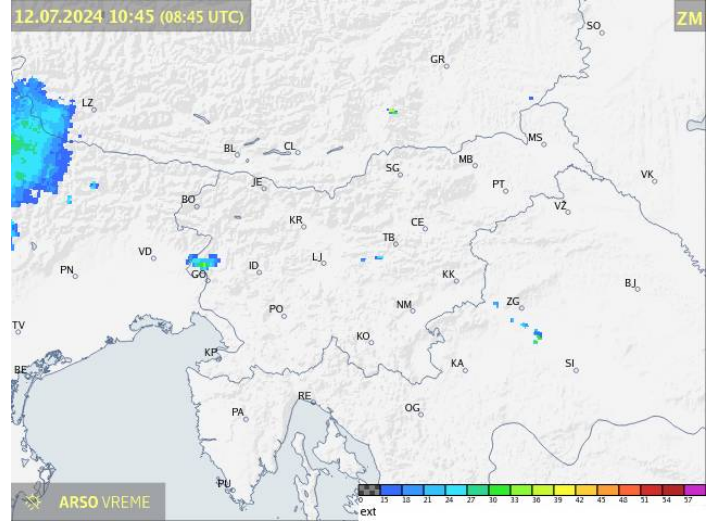 12.07.2024 10:45 (08:45 UTC)
ZM
SO
GR
LZ
MS
BL
CL
MB
SG
VK
JE
PT
BO
VŽ
KR
CE
TB
VD
LJ
ID
PN
GO
KK
BJ
ZG
NM
PO
TV
KO
KP
KA
SI
BE
RE
OG
PA
PU
ARSO VREME
0 15 18 21 24 27 30 33 36 39 42 45 48 51 54 57
ext